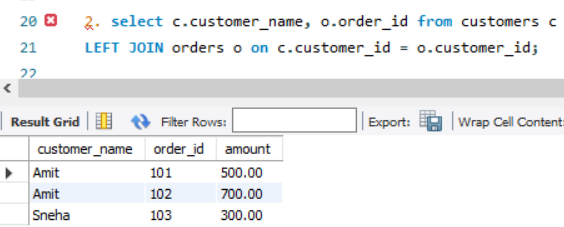 20 2. select c.customer_name, o.order_id from customers c
21 LEFT JOIN orders o on c.customer_id = o.customer_id;
22
Result Grid Filter Rows: Export: Wrap Cell Content:
customer_name order_id amount
Amit 101 500.00
Amit 102 700.00
Sneha 103 300.00